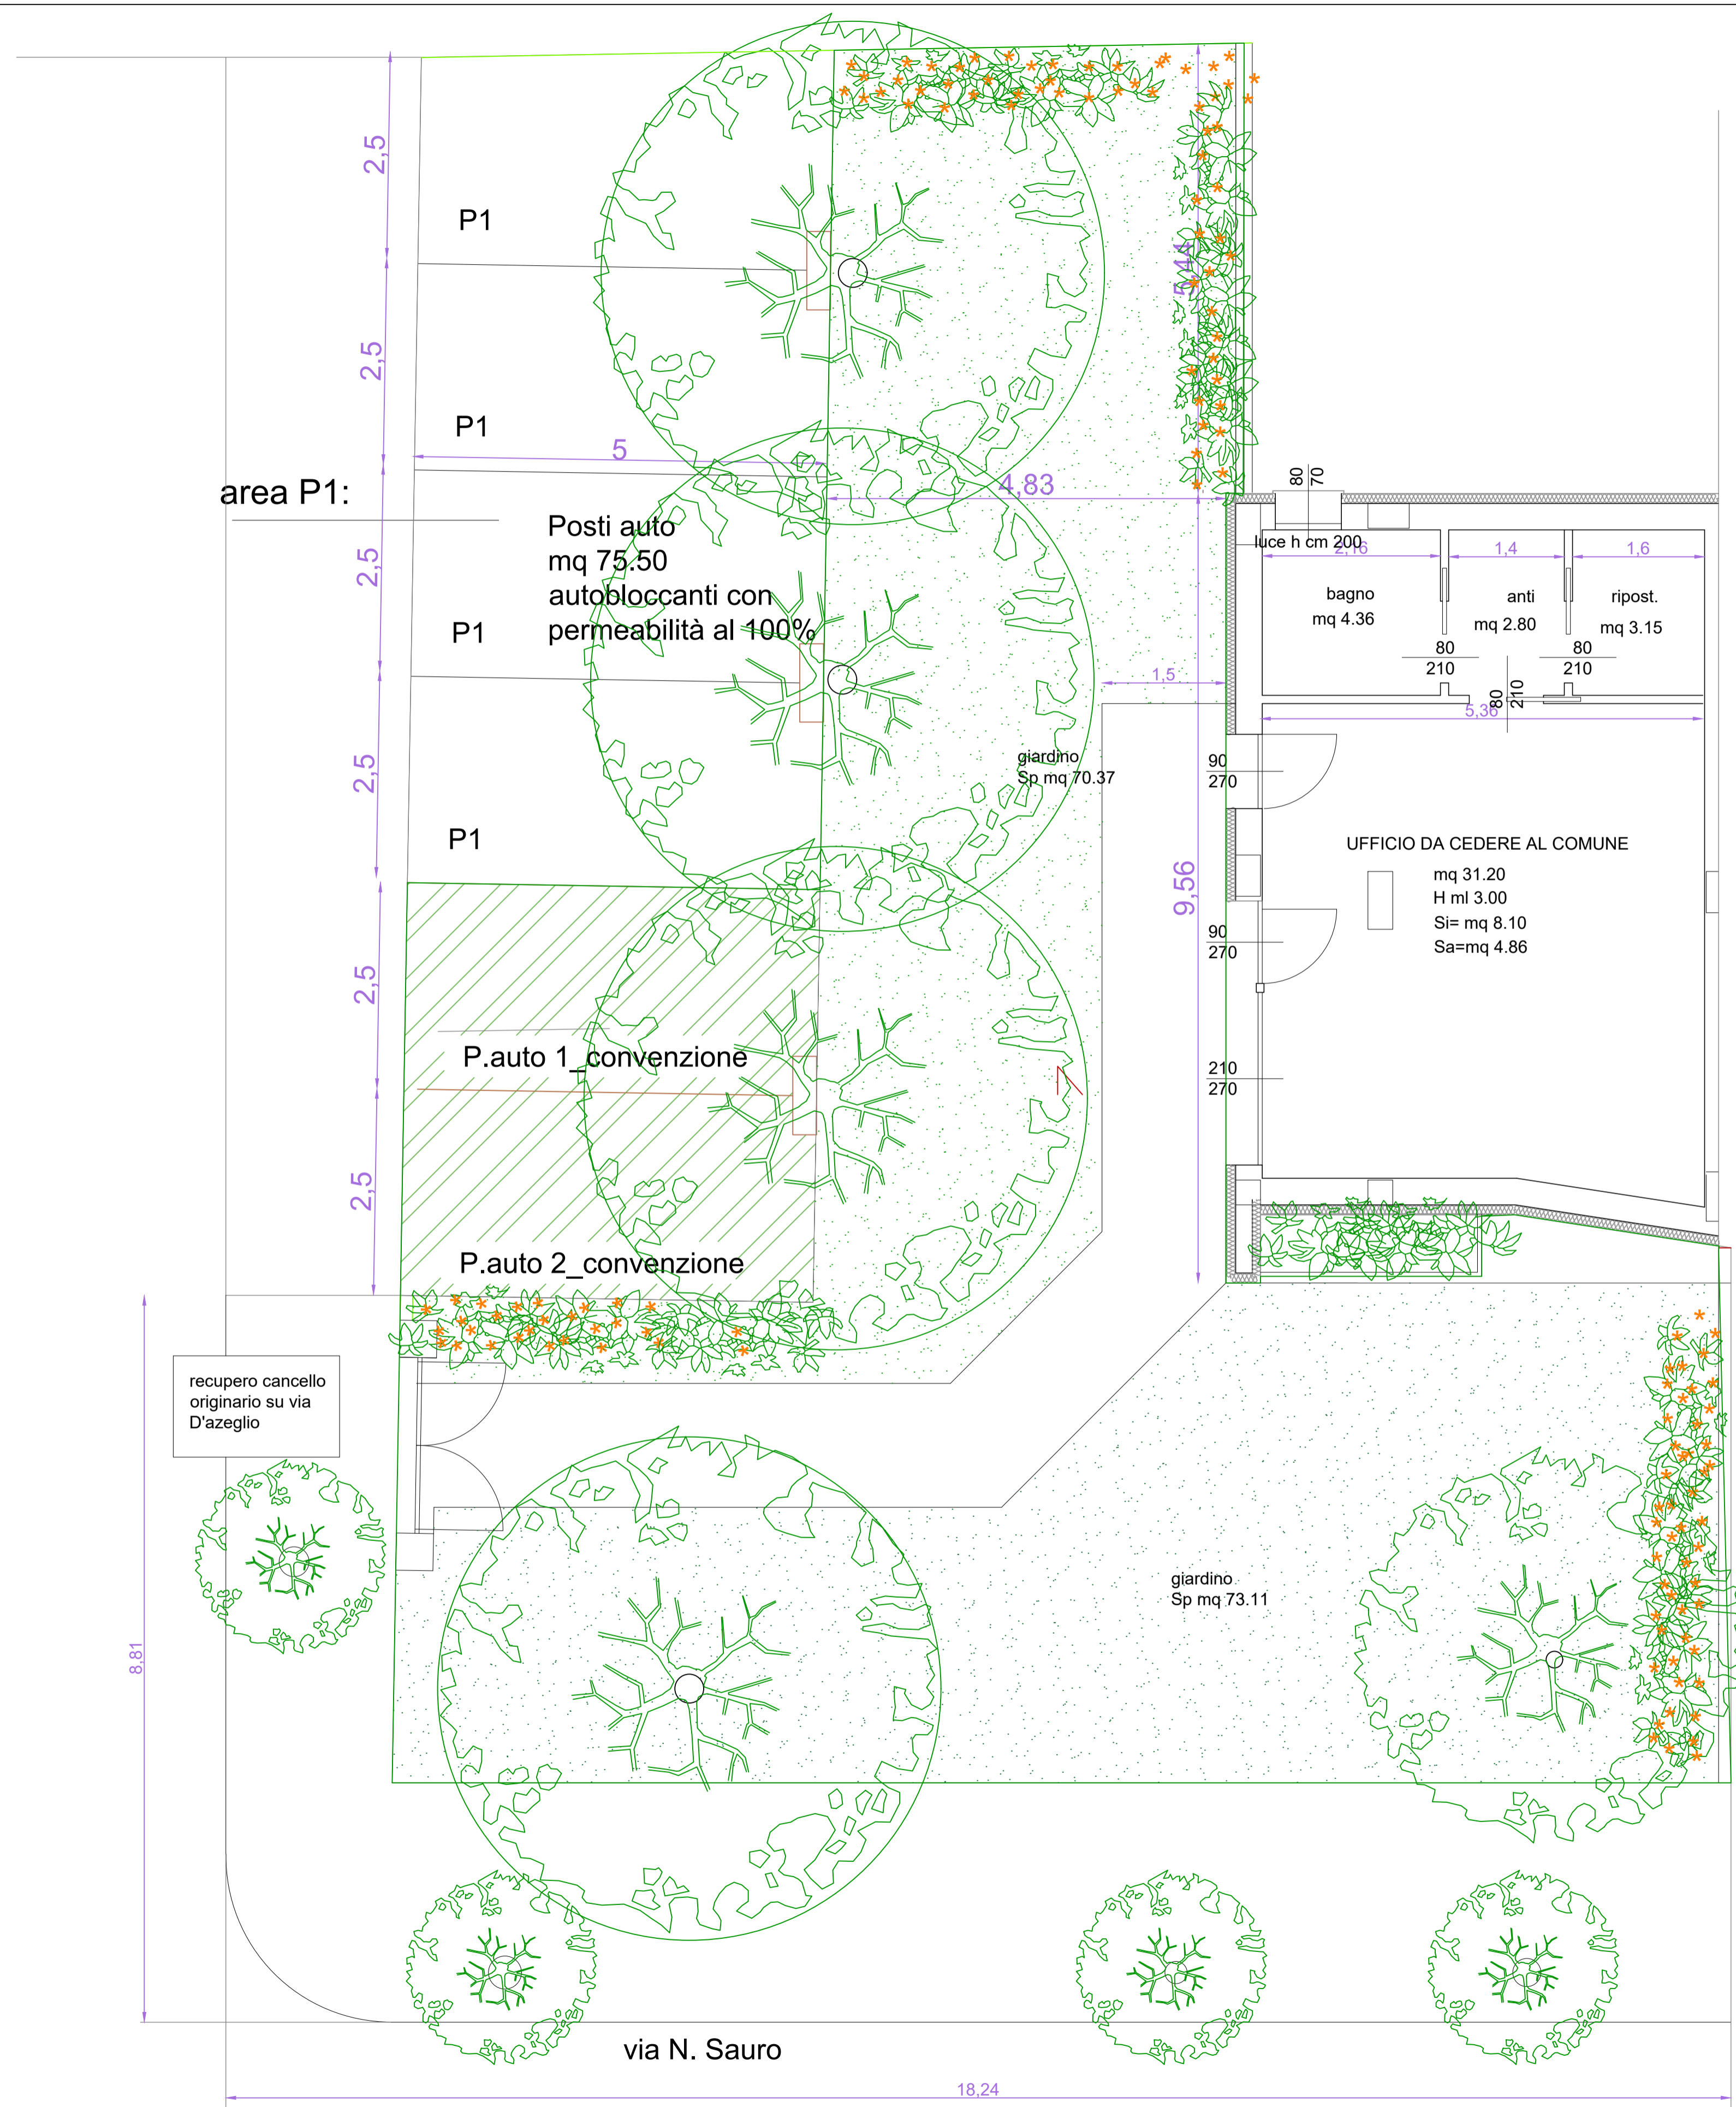 2,5
P1
2,5
P1
5
5,44
area P1:
4,83
Posti auto
mq 75.50
autobloccanti con
permeabilità al 100%
2,5
P1
80
70
luce h cm 200
2,16
1,4
1,6
bagno
mq 4.36
anti
mq 2.80
ripost.
mq 3.15
80
210
80
210
80
210
1,5
5,36
giardino
Sp mq 70.37
90
270
2,5
P1
UFFICIO DA CEDERE AL COMUNE
mq 31.20
H ml 3.00
Si= mq 8.10
Sa=mq 4.86
9,56
90
270
2,5
P.auto 1_convenzione
210
270
2,5
P.auto 2_convenzione
recupero cancello
originario su via
D'azeglio
giardino
Sp mq 73.11
8,81
via N. Sauro
18,24